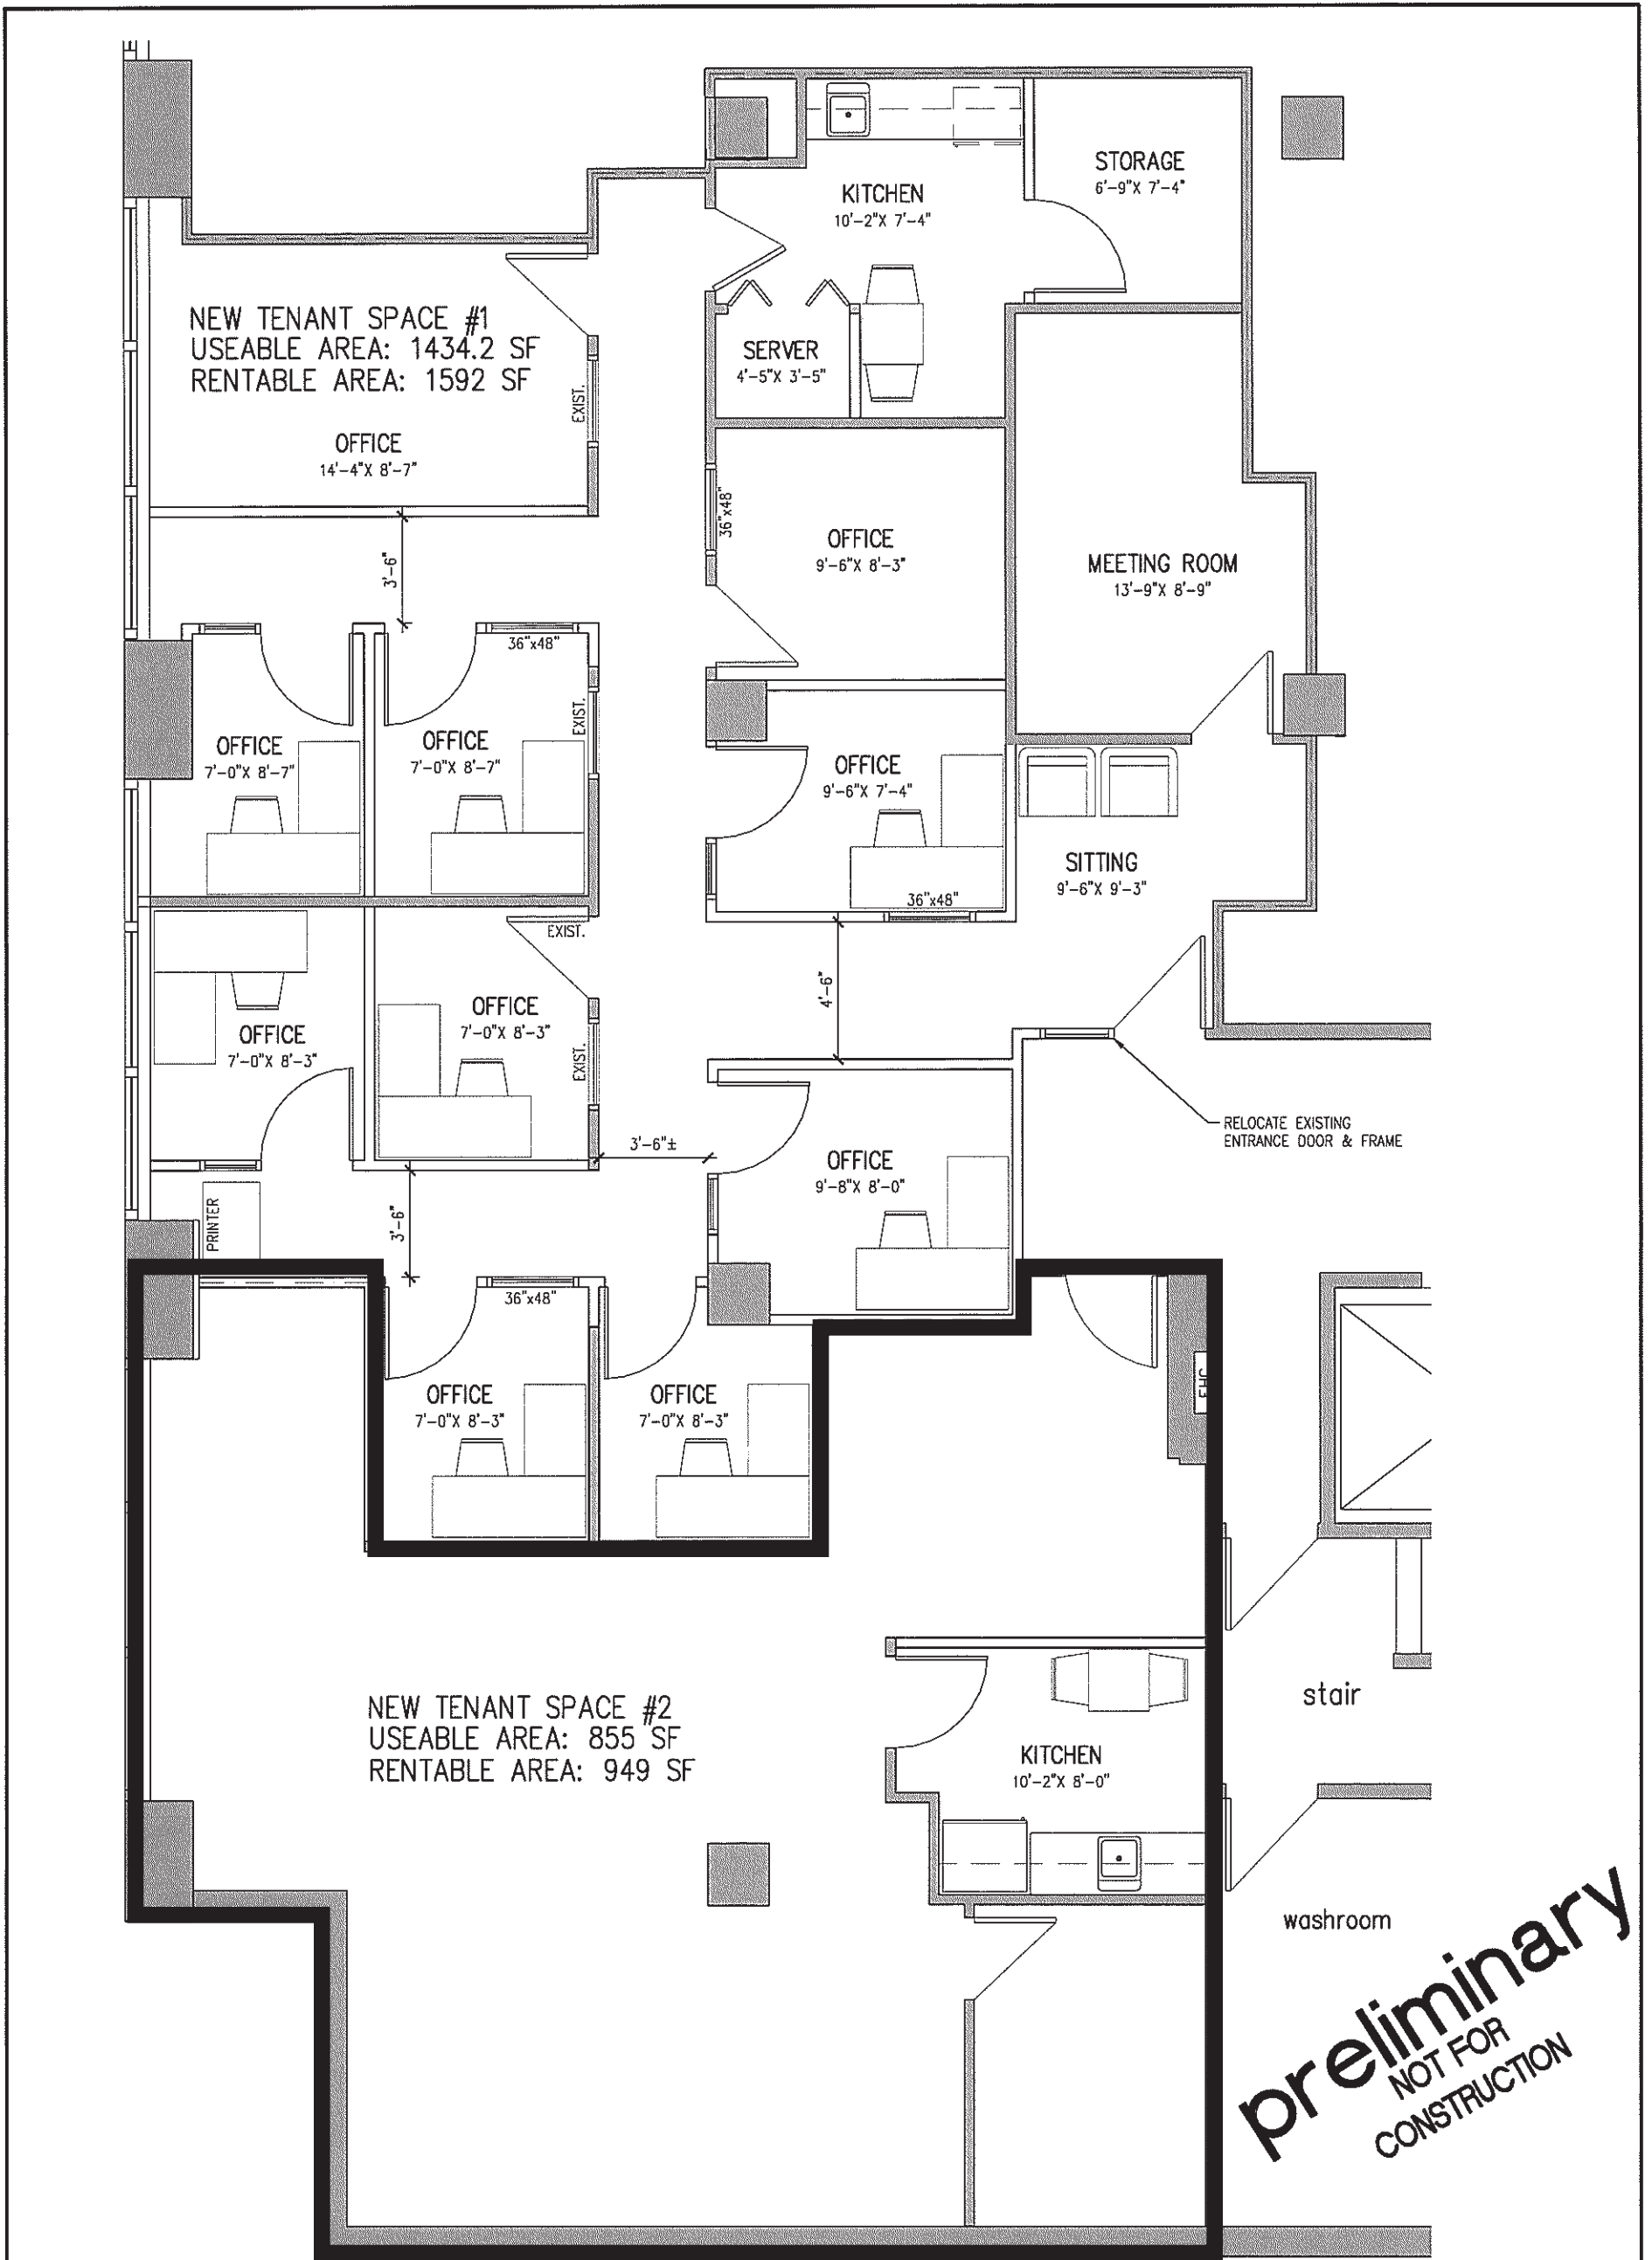 STORAGE
6'-9"X 7'-4"
KITCHEN
10'-2"X 7'-4"
NEW TENANT SPACE #1
USEABLE AREA: 1434.2 SF
RENTABLE AREA: 1592 SF
SERVER
4'-5"X 3'-5"
EXIST.
OFFICE
14'-4"X 8'-7"
36"x48"
OFFICE
9'-6"X 8'-3"
MEETING ROOM
13'-9"X 8'-9"
3'-6"
36"x48"
EXIST.
OFFICE
7'-0"X 8'-7"
OFFICE
7'-0"X 8'-7"
OFFICE
9'-6"X 7'-4"
SITTING
9'-6"X 9'-3"
36"x48"
EXIST.
4'-6"
OFFICE
7'-0"X 8'-3"
OFFICE
7'-0"X 8'-3"
EXIST.
RELOCATE EXISTING
ENTRANCE DOOR & FRAME
3'-6"±
OFFICE
9'-8"X 8'-0"
PRINTER
3'-6"
36"x48"
OFFICE
7'-0"X 8'-3"
OFFICE
7'-0"X 8'-3"
NEW TENANT SPACE #2
USEABLE AREA: 855 SF
RENTABLE AREA: 949 SF
stair
KITCHEN
10'-2"X 8'-0"
washroom
preliminary
NOT FOR
CONSTRUCTION